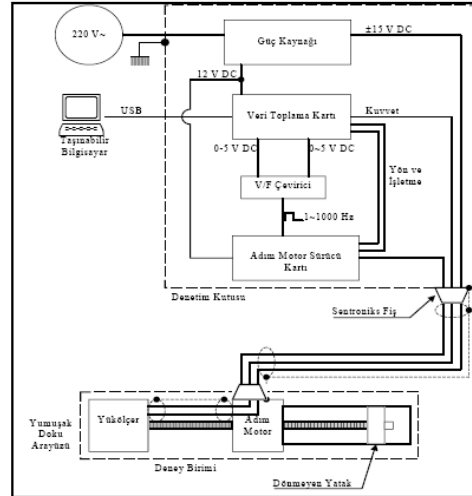 220 V~
Güç Kaynağı
±15 V DC
12 V DC
USB
Veri Toplama Kartı
Kuvvet
Taşınabilir
Bilgisayar
0-5 V DC
0~5 V DC
V/F Çevirici
Yön ve
İşletme
1~1000 Hz
Adım Motor Sürücü
Kartı
Denetim Kutusu
Sentroniks Fiş
Yumuşak
Doku
Arayüzü
Yükölçer
Adım
Motor
Deney Birimi
Dönmeyen Yatak